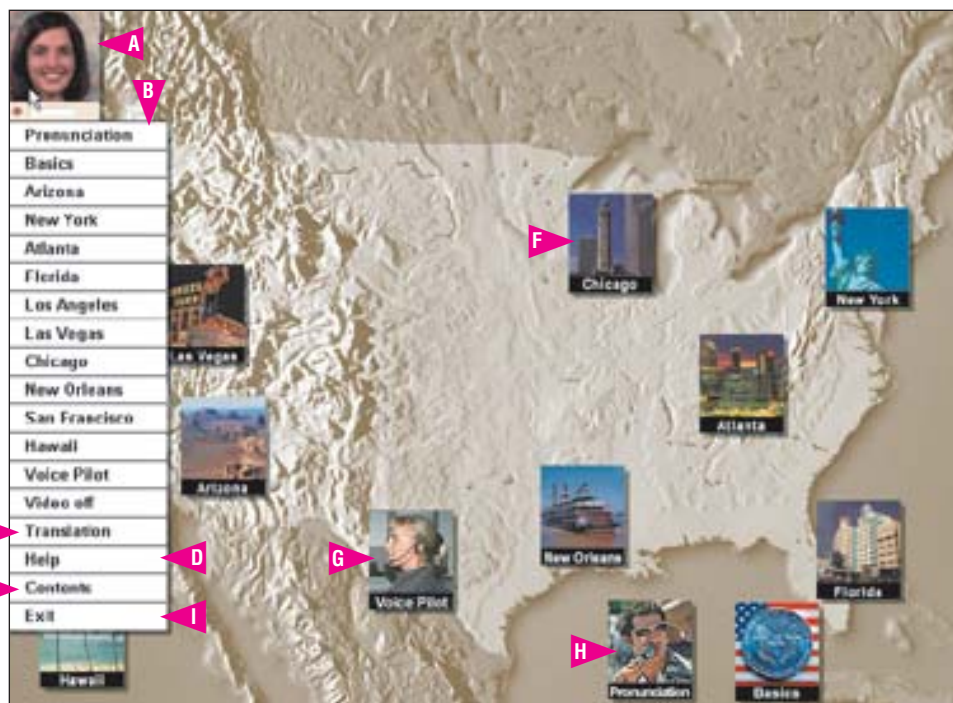 A
B
Pronunciation
Basics
Arizona
New York
Atlanta
Florida
Los Angeles
Las Vegas
Chicago
New Orleans
San Francisco
Hawaii
Voice Pilot
Video off
Translation
Help
Contents
Exit
D
I
F
Chicago
New York
Las Vegas
Atlanta
Arizona
New Orleans
G
Voice Pilot
Florida
H
Pronunciation
Basics
Hawaii